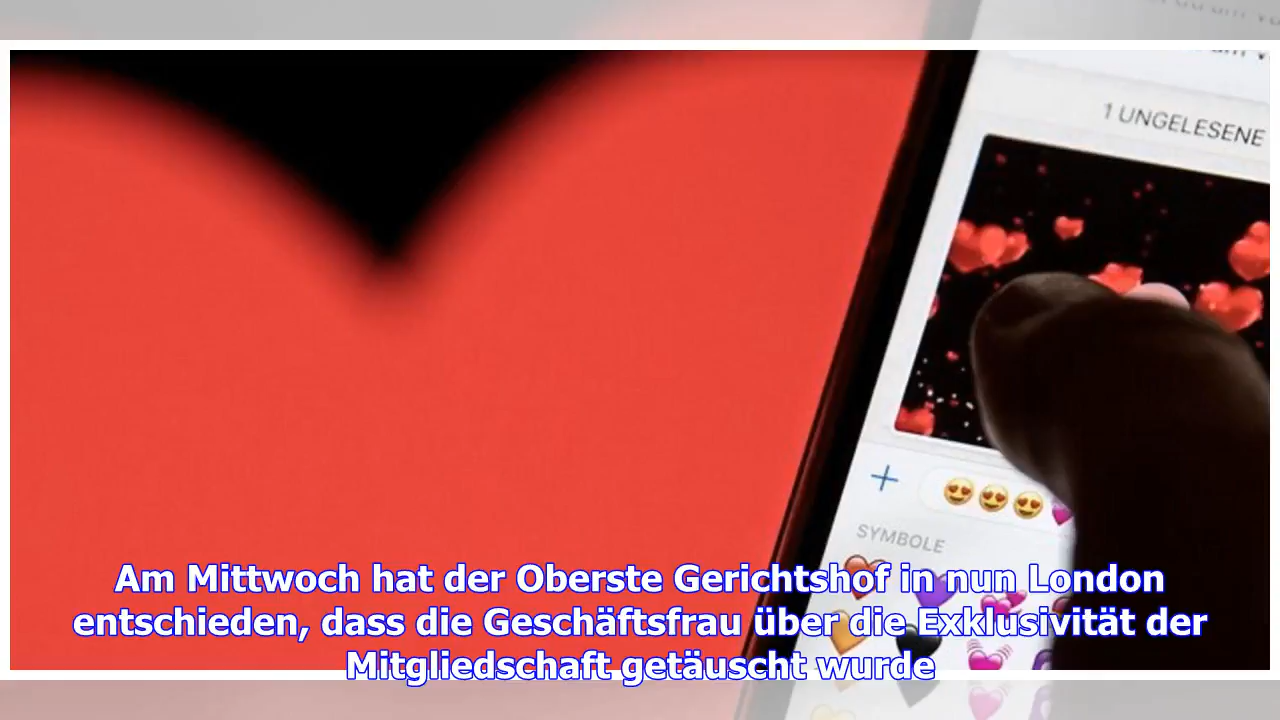 1 UNGELESENE
SYMBOLE
Am Mittwoch hat der Oberste Gerichtshof in nun London
entschieden, dass die Geschäftsfrau über die Exklusivität der
Mitgliedschaft getäuscht wurde